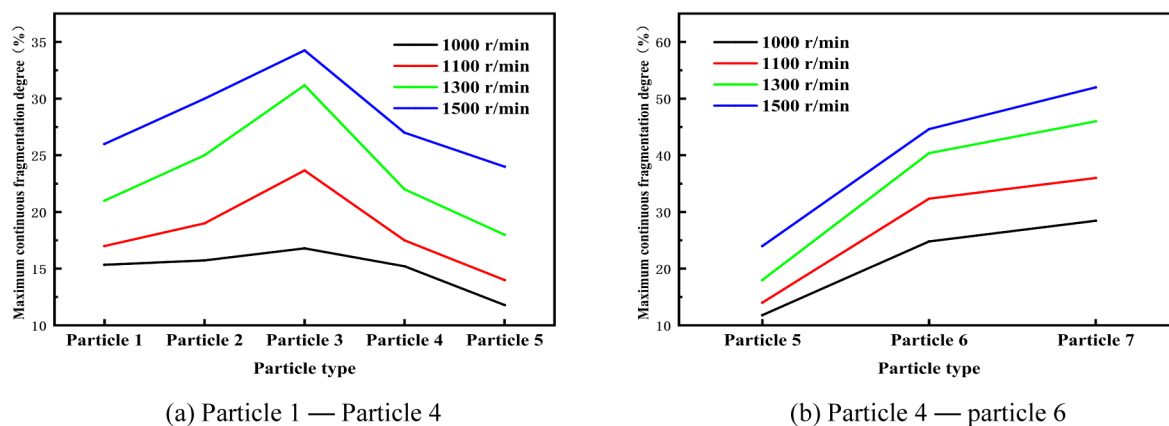 Maximum continuous fragmentation degree（%）
35
30
25
20
15
10
1000 r/min
1100 r/min
1300 r/min
1500 r/min
Particle 1 Particle 2 Particle 3 Particle 4 Particle 5
Particle type
(a) Particle 1 — Particle 4
Maximum continuous fragmentation degree（%）
60
50
40
30
20
10
1000 r/min
1100 r/min
1300 r/min
1500 r/min
Particle 5 Particle 6 Particle 7
Particle type
(b) Particle 4 — particle 6